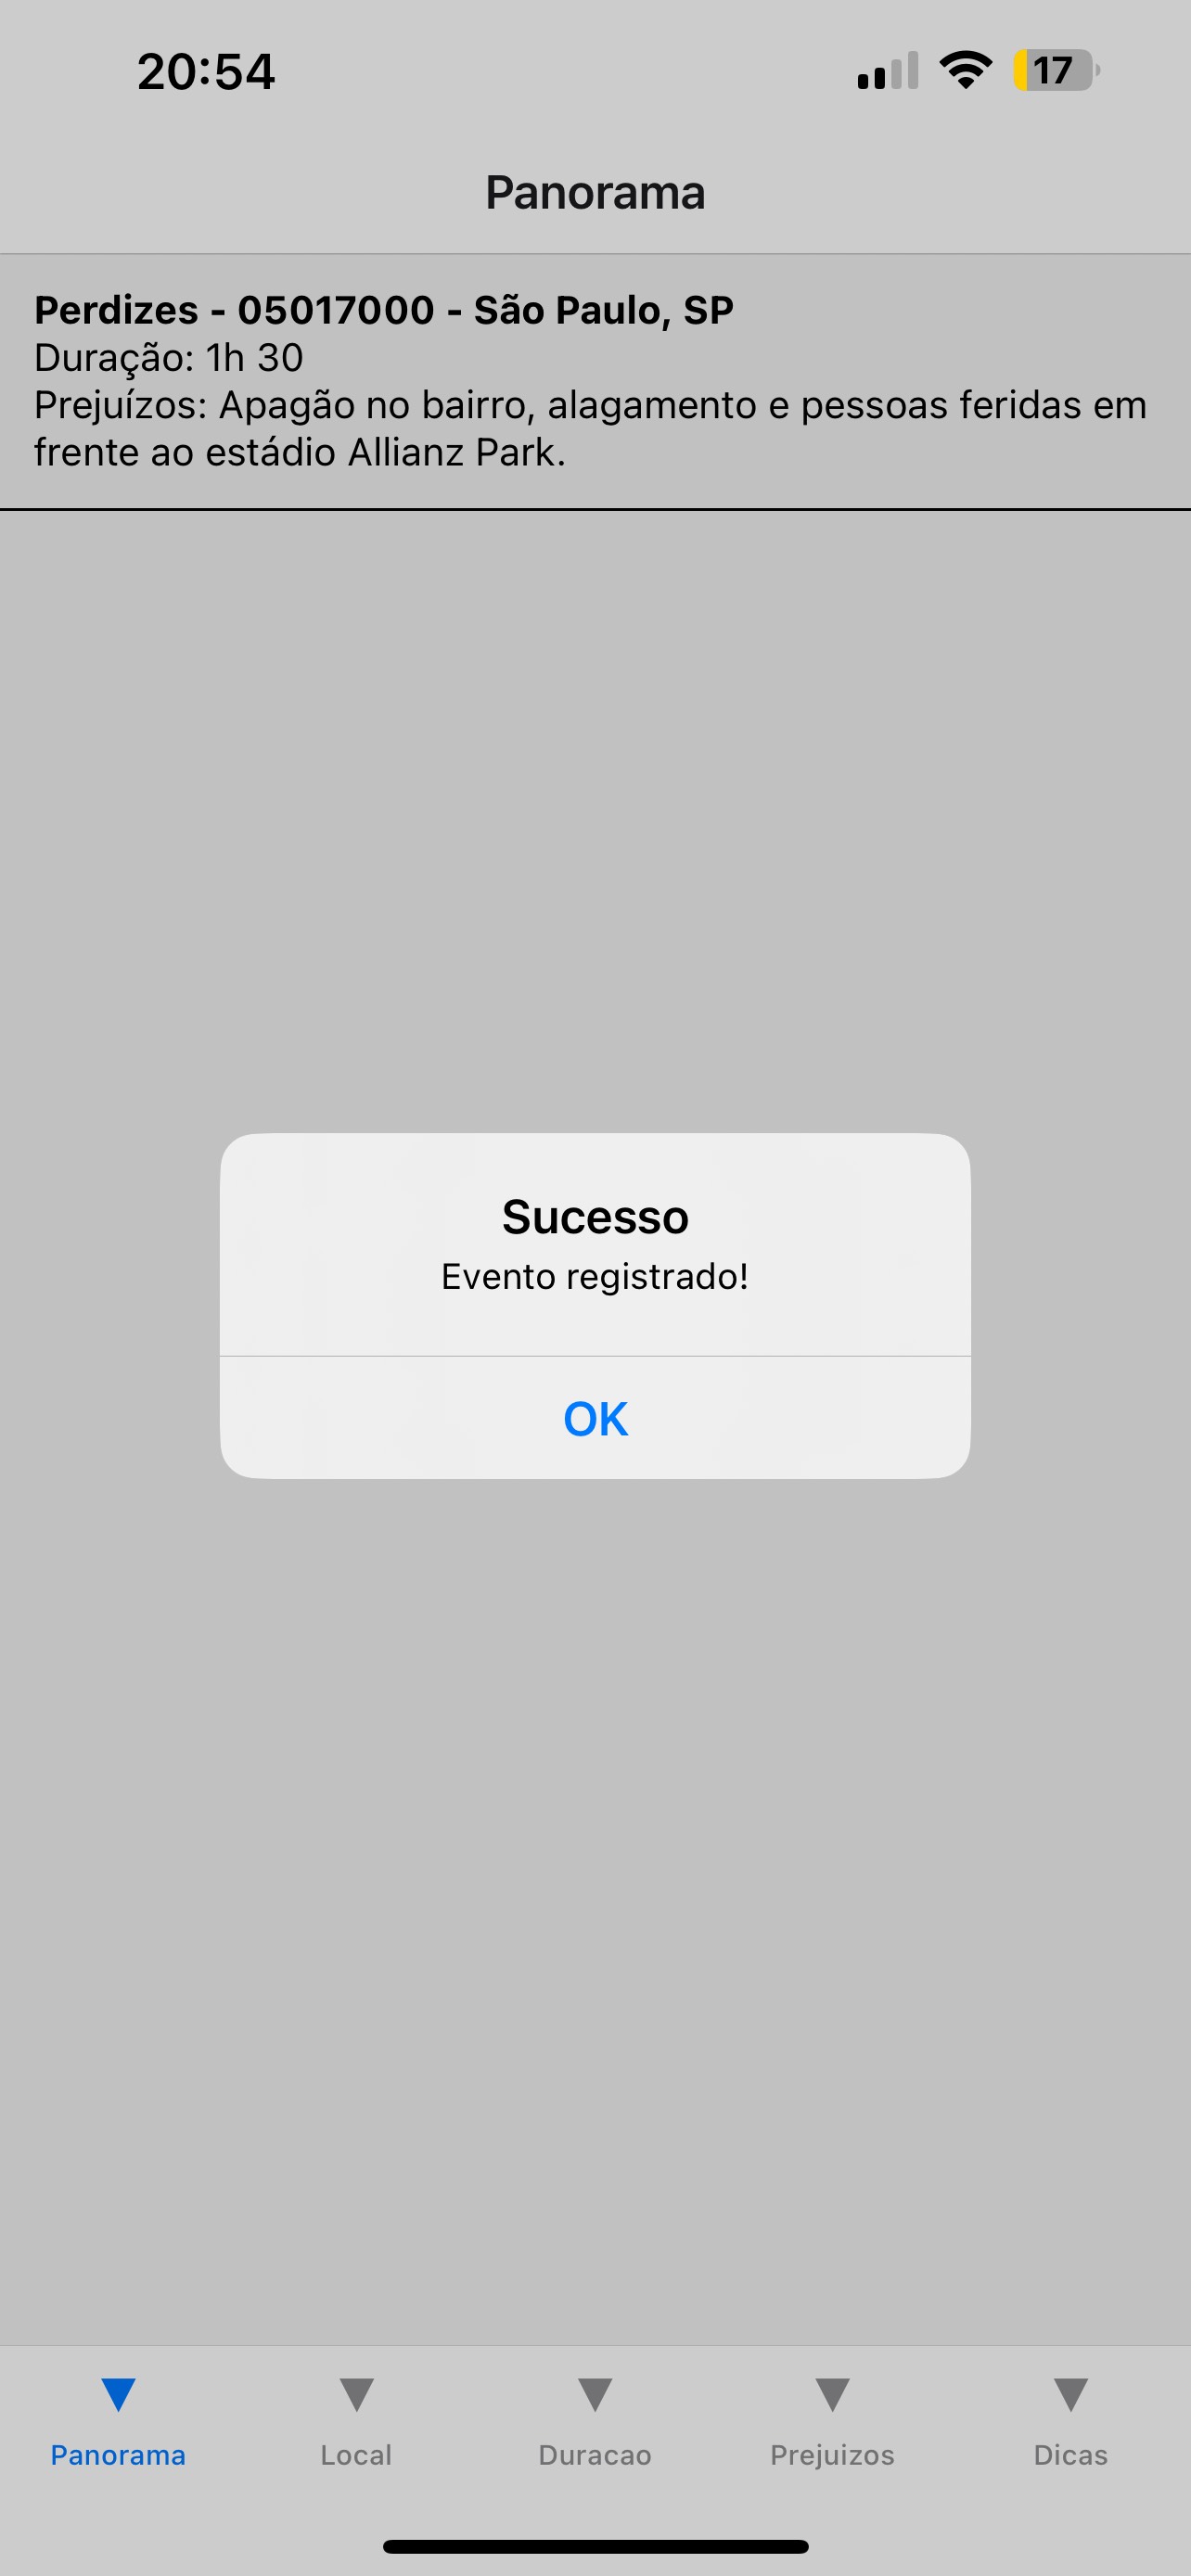 20:54
17
Panorama
Perdizes - 05017000 - São Paulo, SP
Duração: 1h 30
Prejuízos: Apagão no bairro, alagamento e pessoas feridas em
frente ao estádio Allianz Park.
Sucesso
Evento registrado!
OK
Panorama
Local
Duracao
Prejuizos
Dicas